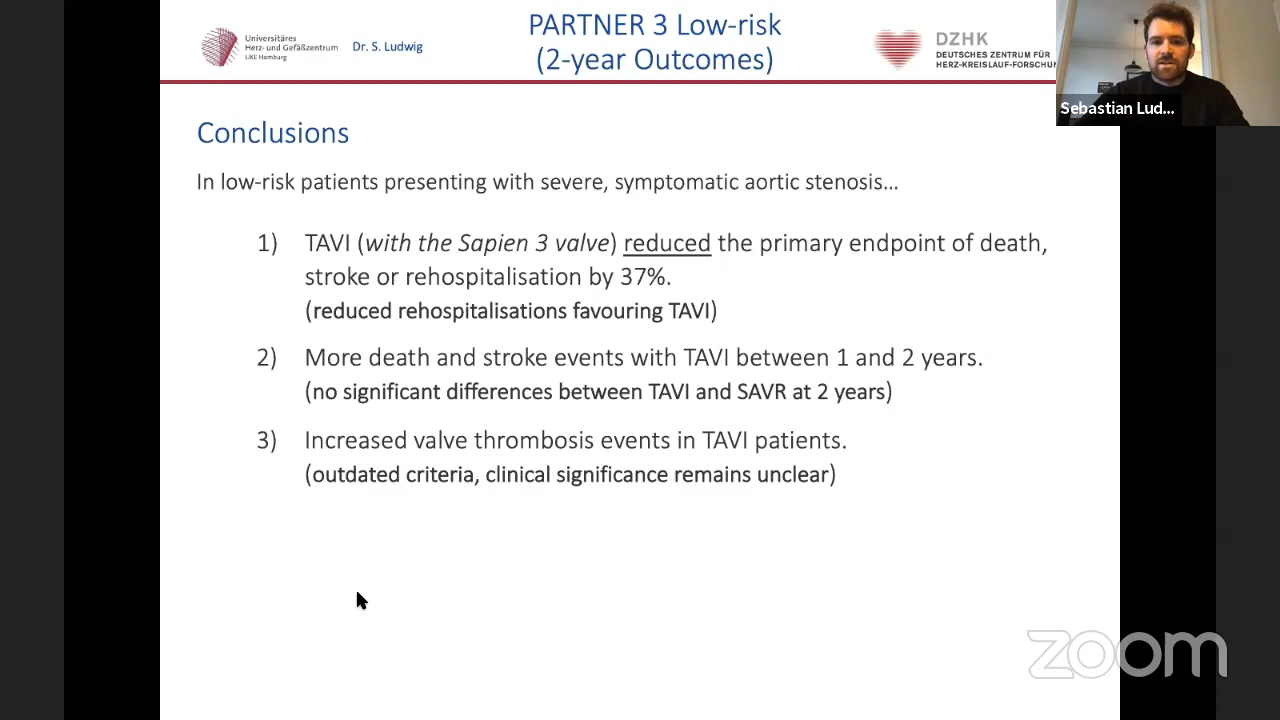 Universitäres
Herz- und Gefäßzentrum
UKE Hamburg
Dr. S. Ludwig
PARTNER 3 Low-risk
(2-year Outcomes)
DZHK
DEUTSCHES ZENTRUM FÜR
HERZ-KREISLAUF-FORSCHUN
Sebastian Lud...
Conclusions
In low-risk patients presenting with severe, symptomatic aortic stenosis…
1) TAVI (with the Sapien 3 valve) reduced the primary endpoint of death,
stroke or rehospitalisation by 37%.
(reduced rehospitalisations favouring TAVI)
2) More death and stroke events with TAVI between 1 and 2 years.
(no significant differences between TAVI and SAVR at 2 years)
3) Increased valve thrombosis events in TAVI patients.
(outdated criteria, clinical significance remains unclear)
zoom